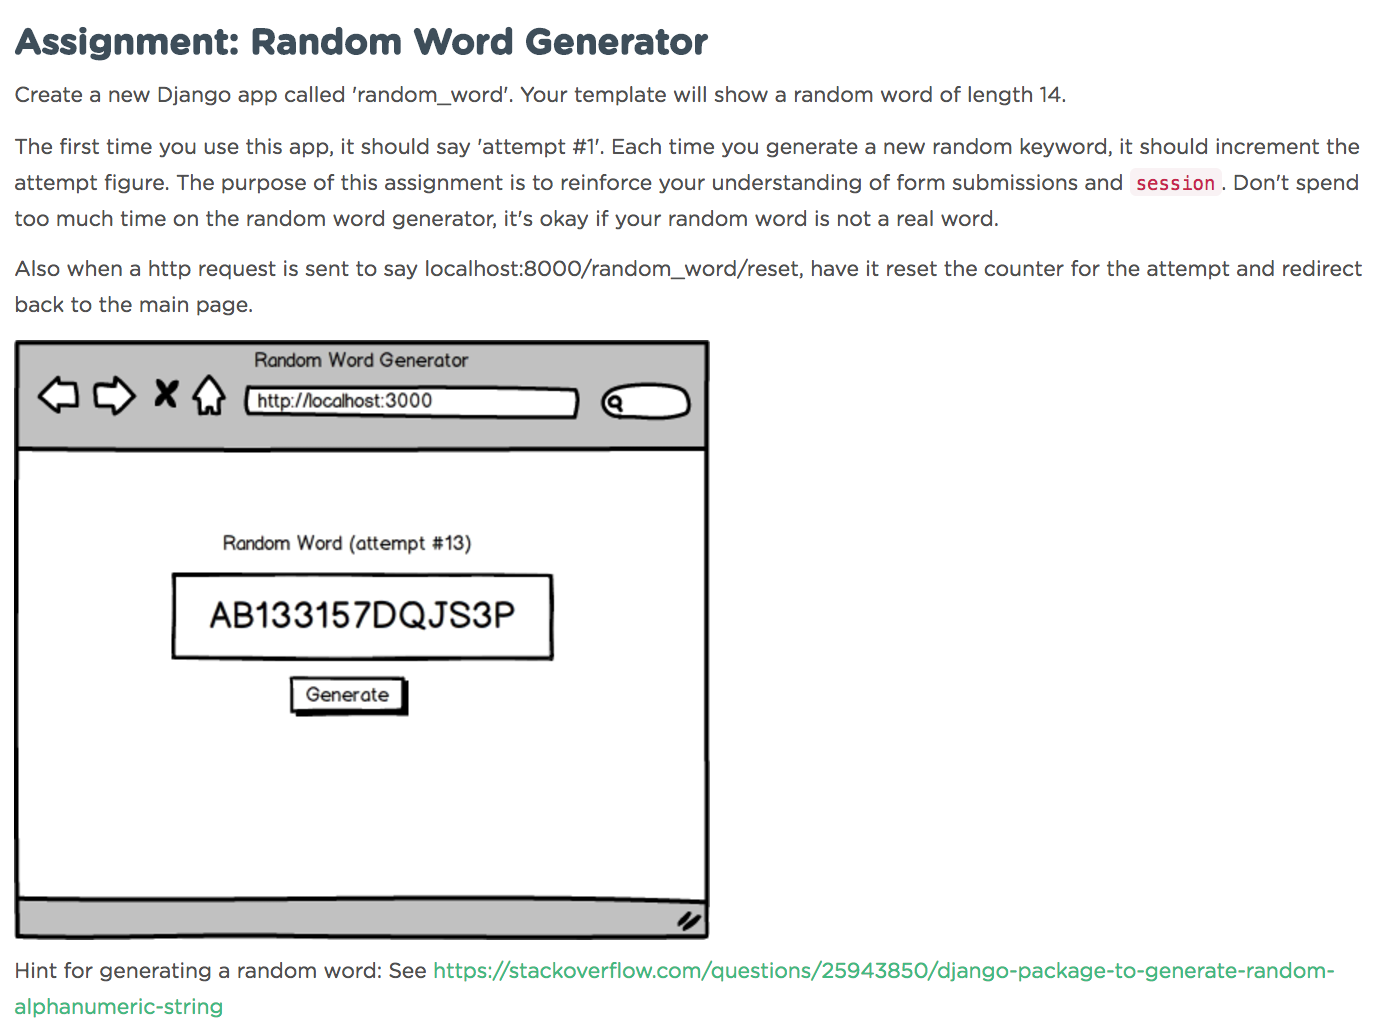 Assignment: Random Word Generator
Create a new Django app called 'random_word'. Your template will show a random word of length 14.
The first time you use this app, it should say 'attempt #1'. Each time you generate a new random keyword, it should increment the
attempt figure. The purpose of this assignment is to reinforce your understanding of form submissions and session. Don't spend
too much time on the random word generator, it's okay if your random word is not a real word.
Also when a http request is sent to say localhost:8000/random_word/reset, have it reset the counter for the attempt and redirect
back to the main page.
Random Word Generator
http://localhost:3000
Random Word (attempt #13)
AB133157DQJS3P
Generate
Hint for generating a random word: See https://stackoverflow.com/questions/25943850/django-package-to-generate-random-
alphanumeric-string